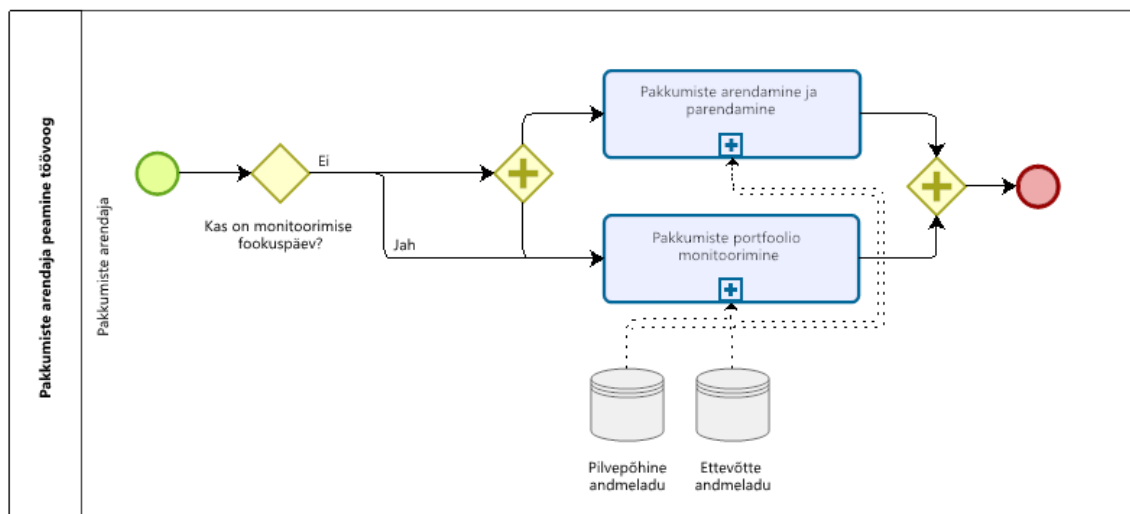 Pakkumiste arendaja peamine töövoog
Pakkumiste arendaja
Kas on monitoorimise
fookuspäev?
Ei
Jah
Pakkumiste arendamine ja
parendamine
Pakkumiste portfoolio
monitoorimine
Pilvepõhine
andmeladu
Ettevõtte
andmeladu